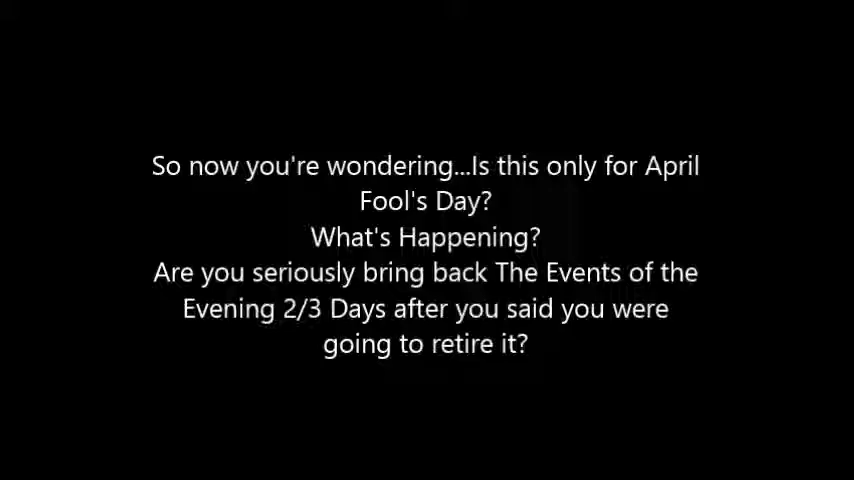 So now you're wondering...Is this only for April
Fool's Day?
What's Happening?
Are you seriously bring back The Events of the
Evening 2/3 Days after you said you were
going to retire it?